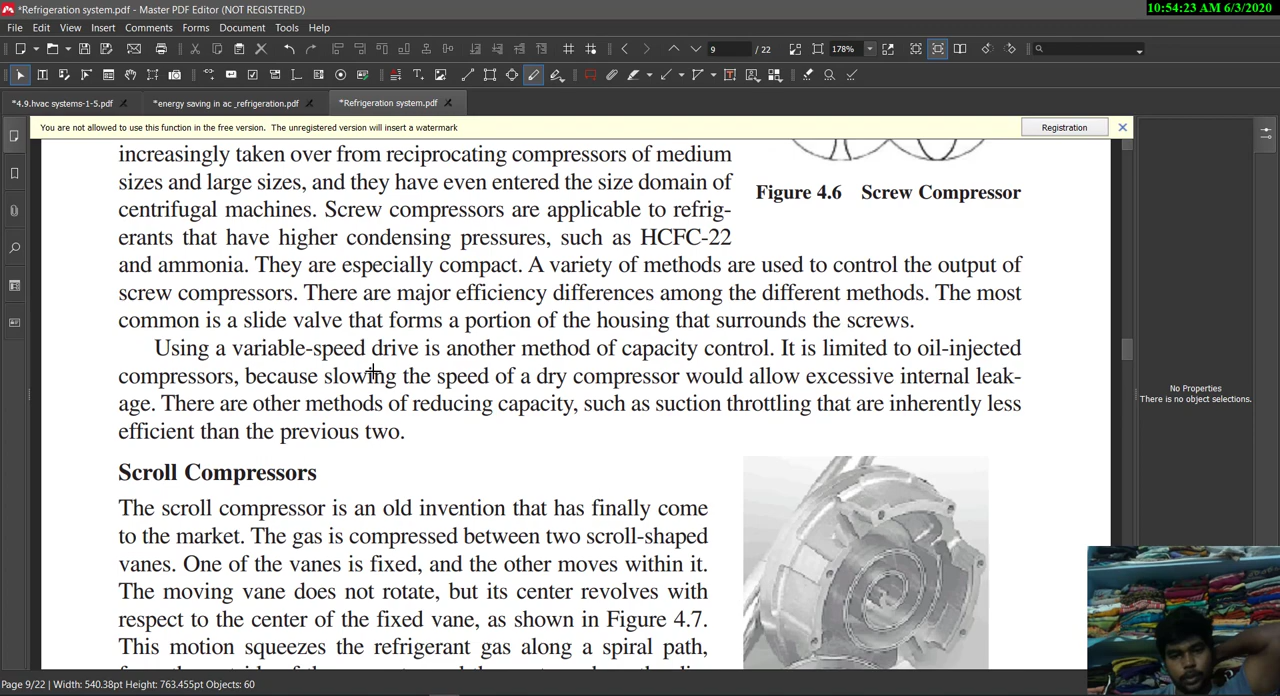 *Refrigeration system.pdf - Master PDF Editor (NOT REGISTERED)
10:54:23 AM 6/3/2020
File Edit View Insert Comments Forms Document Tools Help
9 / 22 178%
*4.9.hvac systems-1-5.pdf *energy saving in ac_refrigeration.pdf *Refrigeration system.pdf
You are not allowed to use this function in the free version. The unregistered version will insert a watermark Registration
increasingly taken over from reciprocating compressors of medium
sizes and large sizes, and they have even entered the size domain of
centrifugal machines. Screw compressors are applicable to refrig-
erants that have higher condensing pressures, such as HCFC-22
Figure 4.6 Screw Compressor
and ammonia. They are especially compact. A variety of methods are used to control the output of
screw compressors. There are major efficiency differences among the different methods. The most
common is a slide valve that forms a portion of the housing that surrounds the screws.
Using a variable-speed drive is another method of capacity control. It is limited to oil-injected
compressors, because slowing the speed of a dry compressor would allow excessive internal leak-
age. There are other methods of reducing capacity, such as suction throttling that are inherently less
efficient than the previous two.
Scroll Compressors
The scroll compressor is an old invention that has finally come
to the market. The gas is compressed between two scroll-shaped
vanes. One of the vanes is fixed, and the other moves within it.
The moving vane does not rotate, but its center revolves with
respect to the center of the fixed vane, as shown in Figure 4.7.
This motion squeezes the refrigerant gas along a spiral path,
No Properties
There is no object selections.
Page 9/22 | Width: 540.38pt Height: 763.455pt Objects: 60